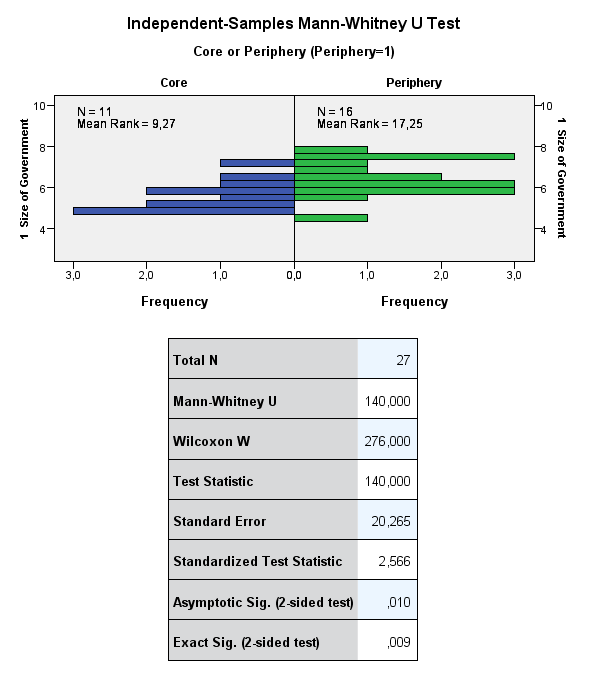 Independent-Samples Mann-Whitney U Test
Core or Periphery (Periphery=1)
Core Periphery
N = 11
Mean Rank = 9,27
N = 16
Mean Rank = 17,25
1 Size of Government
10
8
6
4
10
8
6
4
1 Size of Government
3,0 2,0 1,0 0,0 1,0 2,0 3,0
Frequency Frequency
Total N 27
Mann-Whitney U 140,000
Wilcoxon W 276,000
Test Statistic 140,000
Standard Error 20,265
Standardized Test Statistic 2,566
Asymptotic Sig. (2-sided test) ,010
Exact Sig. (2-sided test) ,009